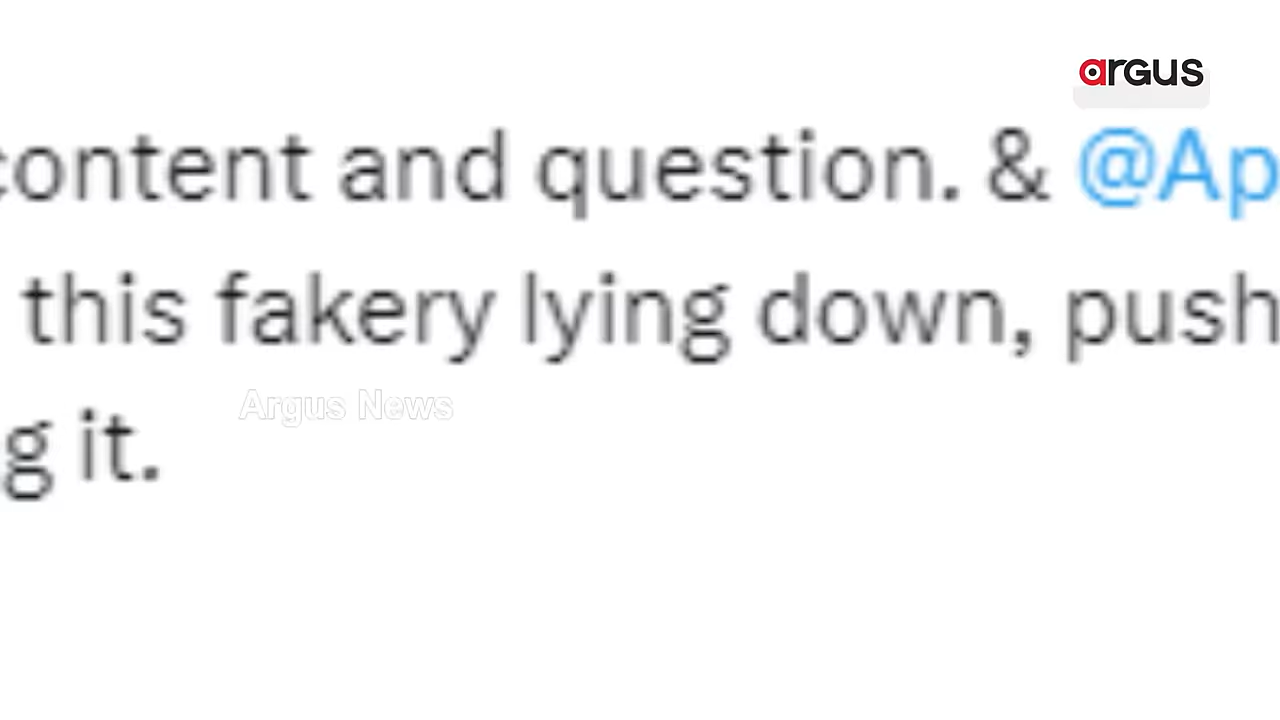 argus
content and question. & @Ap
this fakery lying down, push
g it.
Argus News